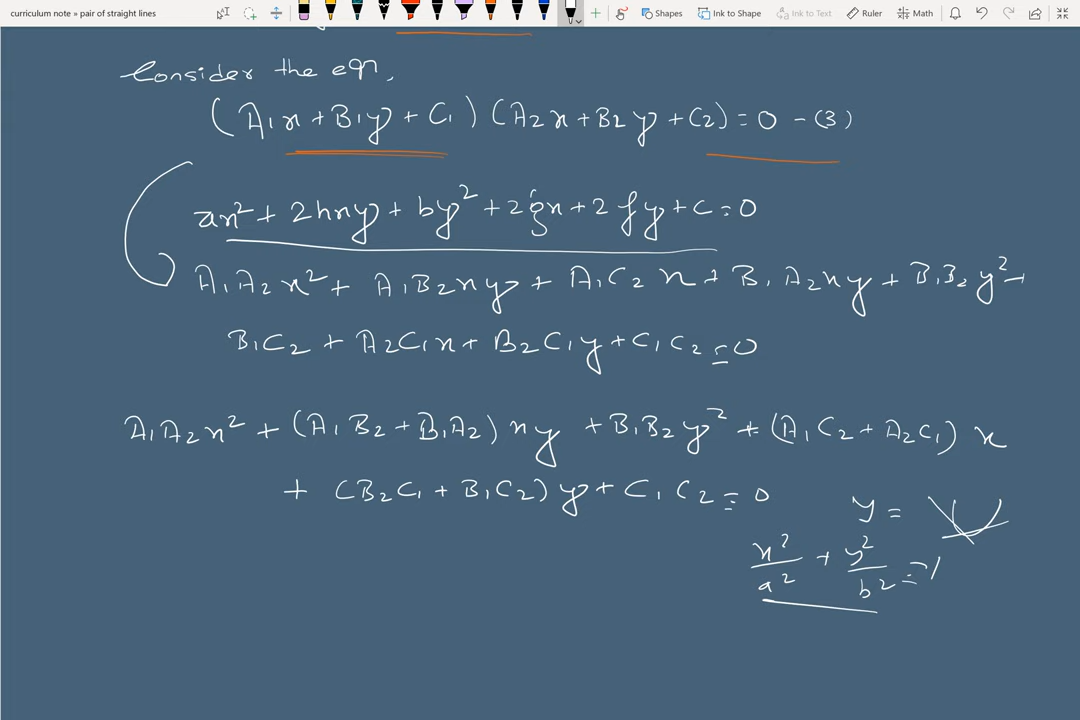 curriculum note » pair of straight lines
Shapes Ink to Shape Ink to Text Ruler Math
Consider the eqn,
(A₁x + B₁y + C₁) (A₂x + B₂y + C₂) = 0 – (3)
ax² + 2hxy + by² + 2gx + 2fy + c = 0
A₁A₂x² + A₁B₂xy + A₁C₂x + B₁A₂xy + B₁B₂y² +
B₁C₂ + A₂C₁x + B₂C₁y + C₁C₂ = 0
A₁A₂x² + (A₁B₂ + B₁A₂) xy + B₁B₂y² + (A₁C₂ + A₂C₁) x
+ (B₂C₁ + B₁C₂) y + C₁C₂ = 0
y =
x²/a² + y²/b² = 1